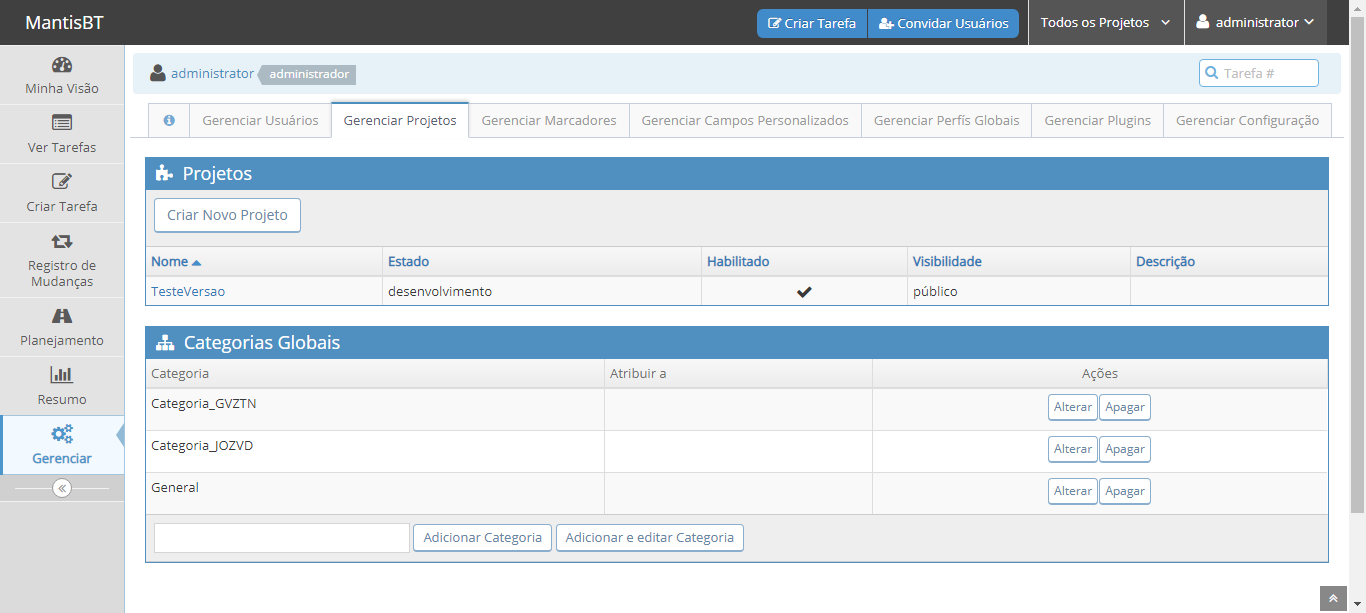 MantisBT
Criar Tarefa
Convidar Usuários
Todos os Projetos
administrator
Minha Visão
Ver Tarefas
Criar Tarefa
Registro de
Mudanças
Planejamento
Resumo
Gerenciar
administrator
administrador
Tarefa #
Gerenciar Usuários
Gerenciar Projetos
Gerenciar Marcadores
Gerenciar Campos Personalizados
Gerenciar Perfís Globais
Gerenciar Plugins
Gerenciar Configuração
Projetos
Criar Novo Projeto
Nome Estado Habilitado Visibilidade Descrição
TesteVersao desenvolvimento público
Categorias Globais
Categoria Atribuir a Ações
Categoria_GVZTN Alterar Apagar
Categoria_JOZVD Alterar Apagar
General Alterar Apagar
Adicionar Categoria Adicionar e editar Categoria